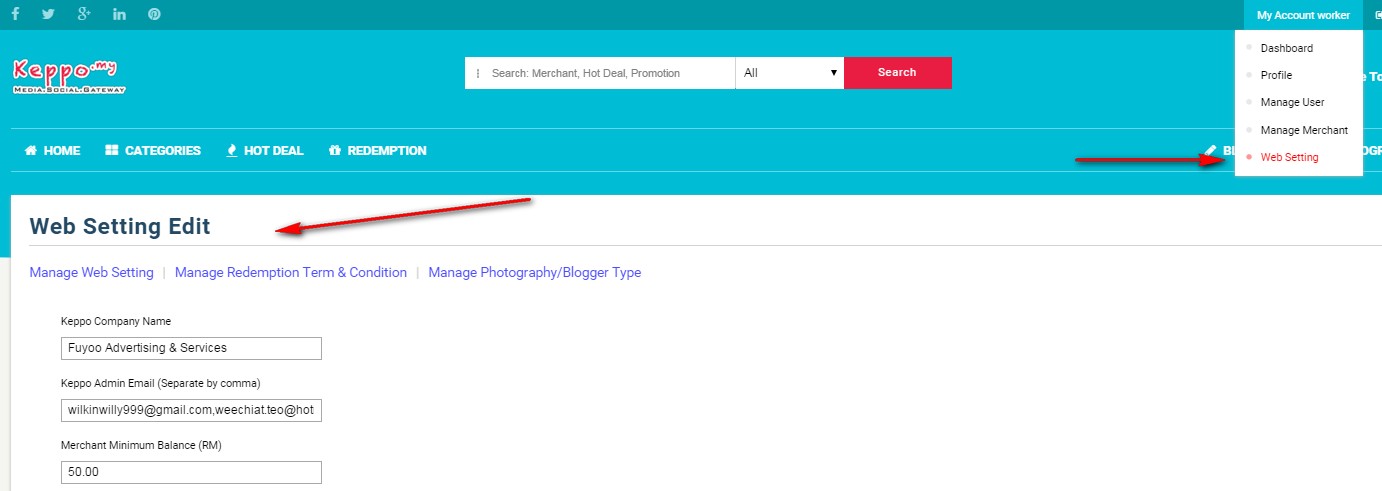 My Account worker
Dashboard
Profile
Manage User
Manage Merchant
Web Setting
Keppo.my
MEDIA.SOCIAL.GATEWAY
Search: Merchant, Hot Deal, Promotion
All
Search
HOME
CATEGORIES
HOT DEAL
REDEMPTION
Web Setting Edit
Manage Web Setting | Manage Redemption Term & Condition | Manage Photography/Blogger Type
Keppo Company Name
Fuyoo Advertising & Services
Keppo Admin Email (Separate by comma)
wilkinwilly999@gmail.com,weechiat.teo@hot
Merchant Minimum Balance (RM)
50.00